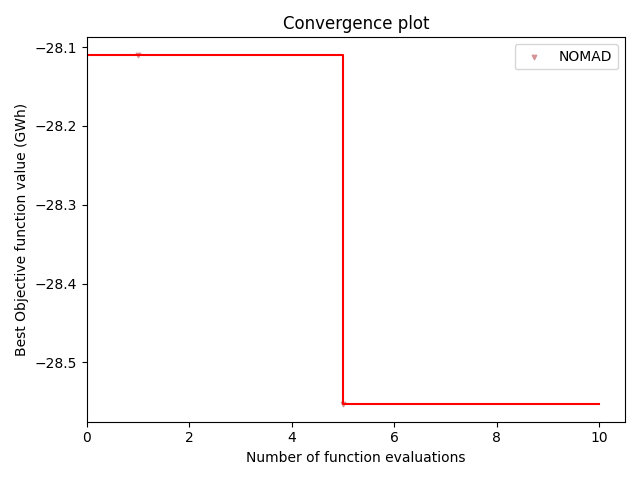 Convergence plot
NOMAD
Best Objective function value (GWh)
−28.1
−28.2
−28.3
−28.4
−28.5
0 2 4 6 8 10
Number of function evaluations